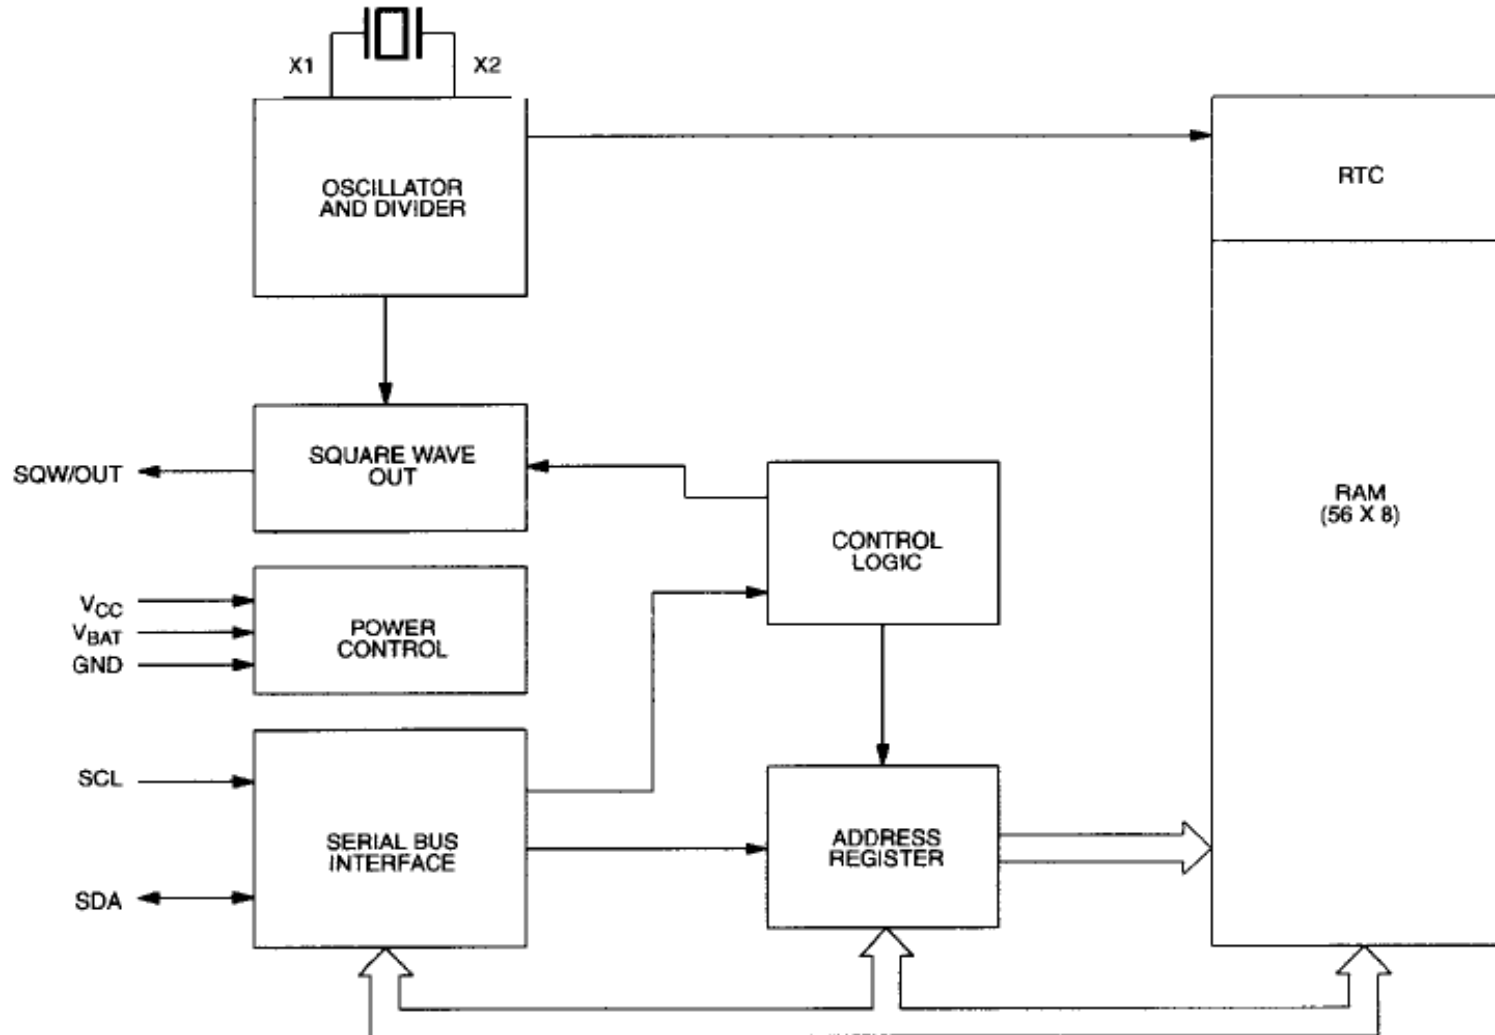 X1
X2
OSCILLATOR
AND DIVIDER
RTC
SQUARE WAVE
OUT
SQW/OUT
CONTROL
LOGIC
RAM
(56 X 8)
VCC
VBAT
GND
POWER
CONTROL
SCL
SDA
SERIAL BUS
INTERFACE
ADDRESS
REGISTER